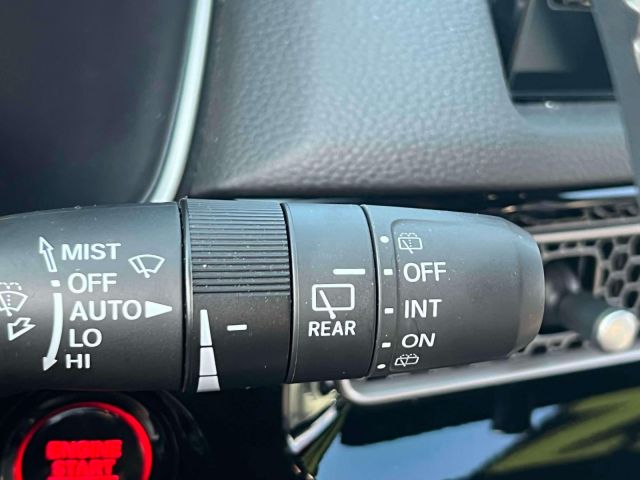 MIST
OFF
AUTO
LO
HI
REAR
OFF
INT
ON
ENGINE
START